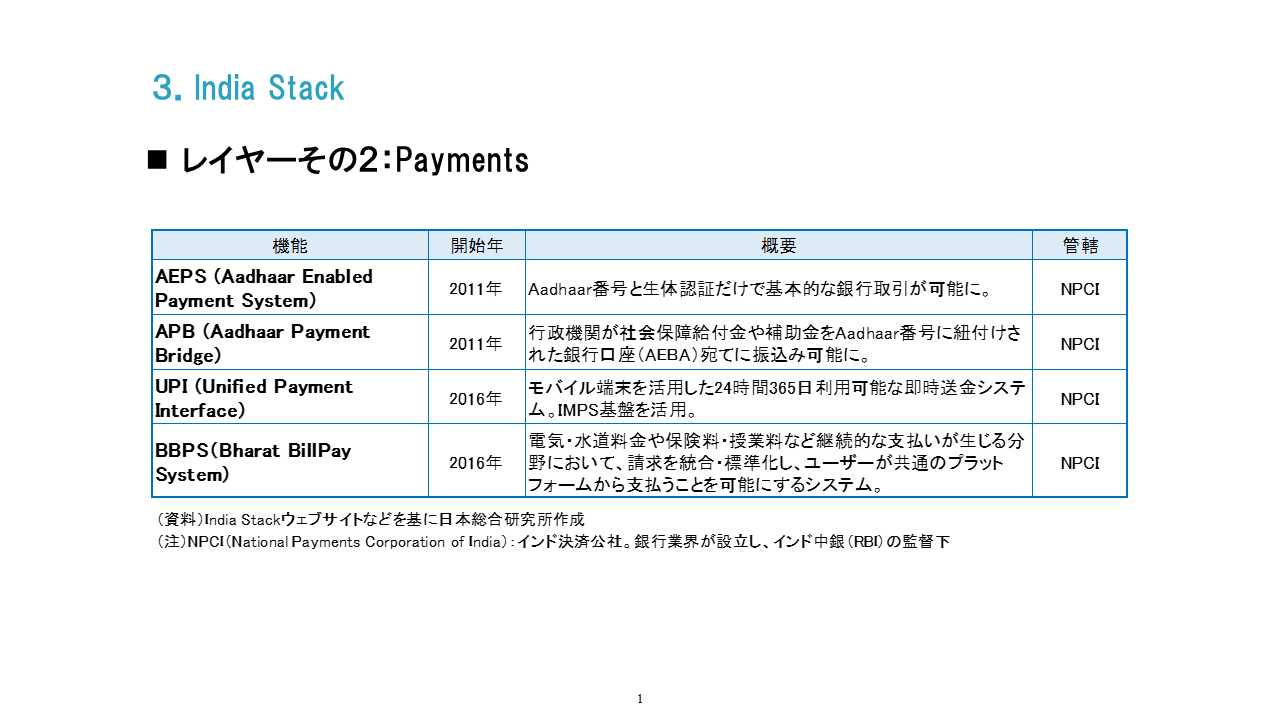 3. India Stack
■ レイヤーその2:Payments
機能 開始年 概要 管轄
AEPS (Aadhaar Enabled
Payment System)
2011年
Aadhaar番号と生体認証だけで基本的な銀行取引が可能に。
NPCI
APB (Aadhaar Payment
Bridge)
2011年
行政機関が社会保障給付金や補助金をAadhaar番号に紐付けさ
れた銀行口座(AEBA)宛てに振込み可能に。
NPCI
UPI (Unified Payment
Interface)
2016年
モバイル端末を活用した24時間365日利用可能な即時送金システ
ム。IMPS基盤を活用。
NPCI
BBPS(Bharat BillPay
System)
2016年
電気・水道料金や保険料・授業料など継続的な支払いが生じる分
野において、請求を統合・標準化し、ユーザーが共通のプラット
フォームから支払うことを可能にするシステム。
NPCI
(資料)India Stackウェブサイトなどを基に日本総合研究所作成
(注)NPCI(National Payments Corporation of India):インド決済公社。銀行業界が設立し、インド中銀(RBI)の監督下
1